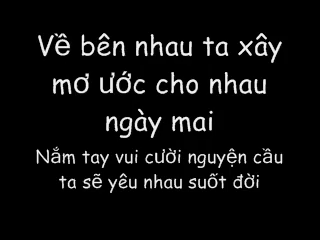 Về bên nhau ta xây
mơ ước cho nhau
ngày mai
Nắm tay vui cười nguyện cầu
ta sẽ yêu nhau suốt đời